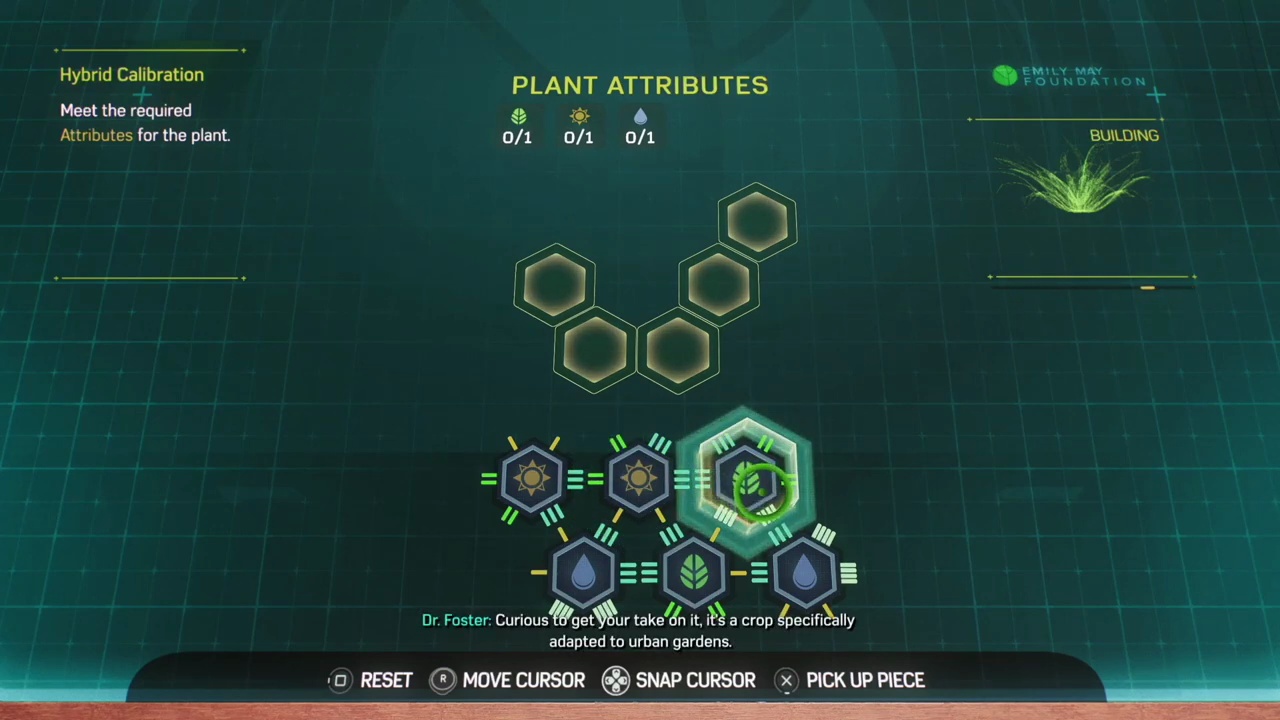 Hybrid Calibration
Meet the required
Attributes for the plant.
PLANT ATTRIBUTES
0/1 0/1 0/1
EMILY MAY
FOUNDATION
BUILDING
Dr. Foster: Curious to get your take on it, it's a crop specifically
adapted to urban gardens.
RESET R MOVE CURSOR SNAP CURSOR PICK UP PIECE